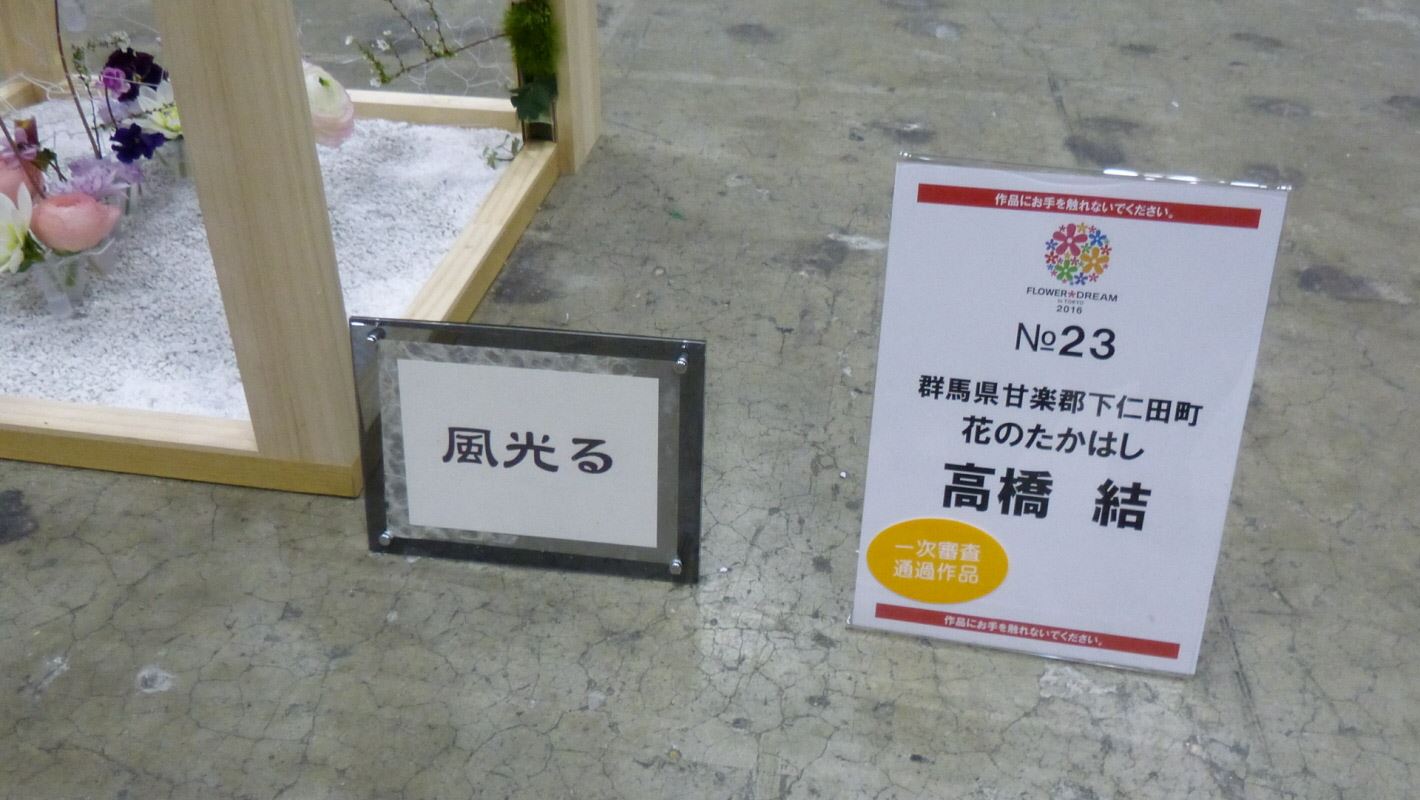 風光る
作品にお手を触れないでください。
FLOWER★DREAM
in TOKYO
2016
№23
群馬県甘楽郡下仁田町
花のたかはし
高橋 結
一次審査
通過作品
作品にお手を触れないでください。